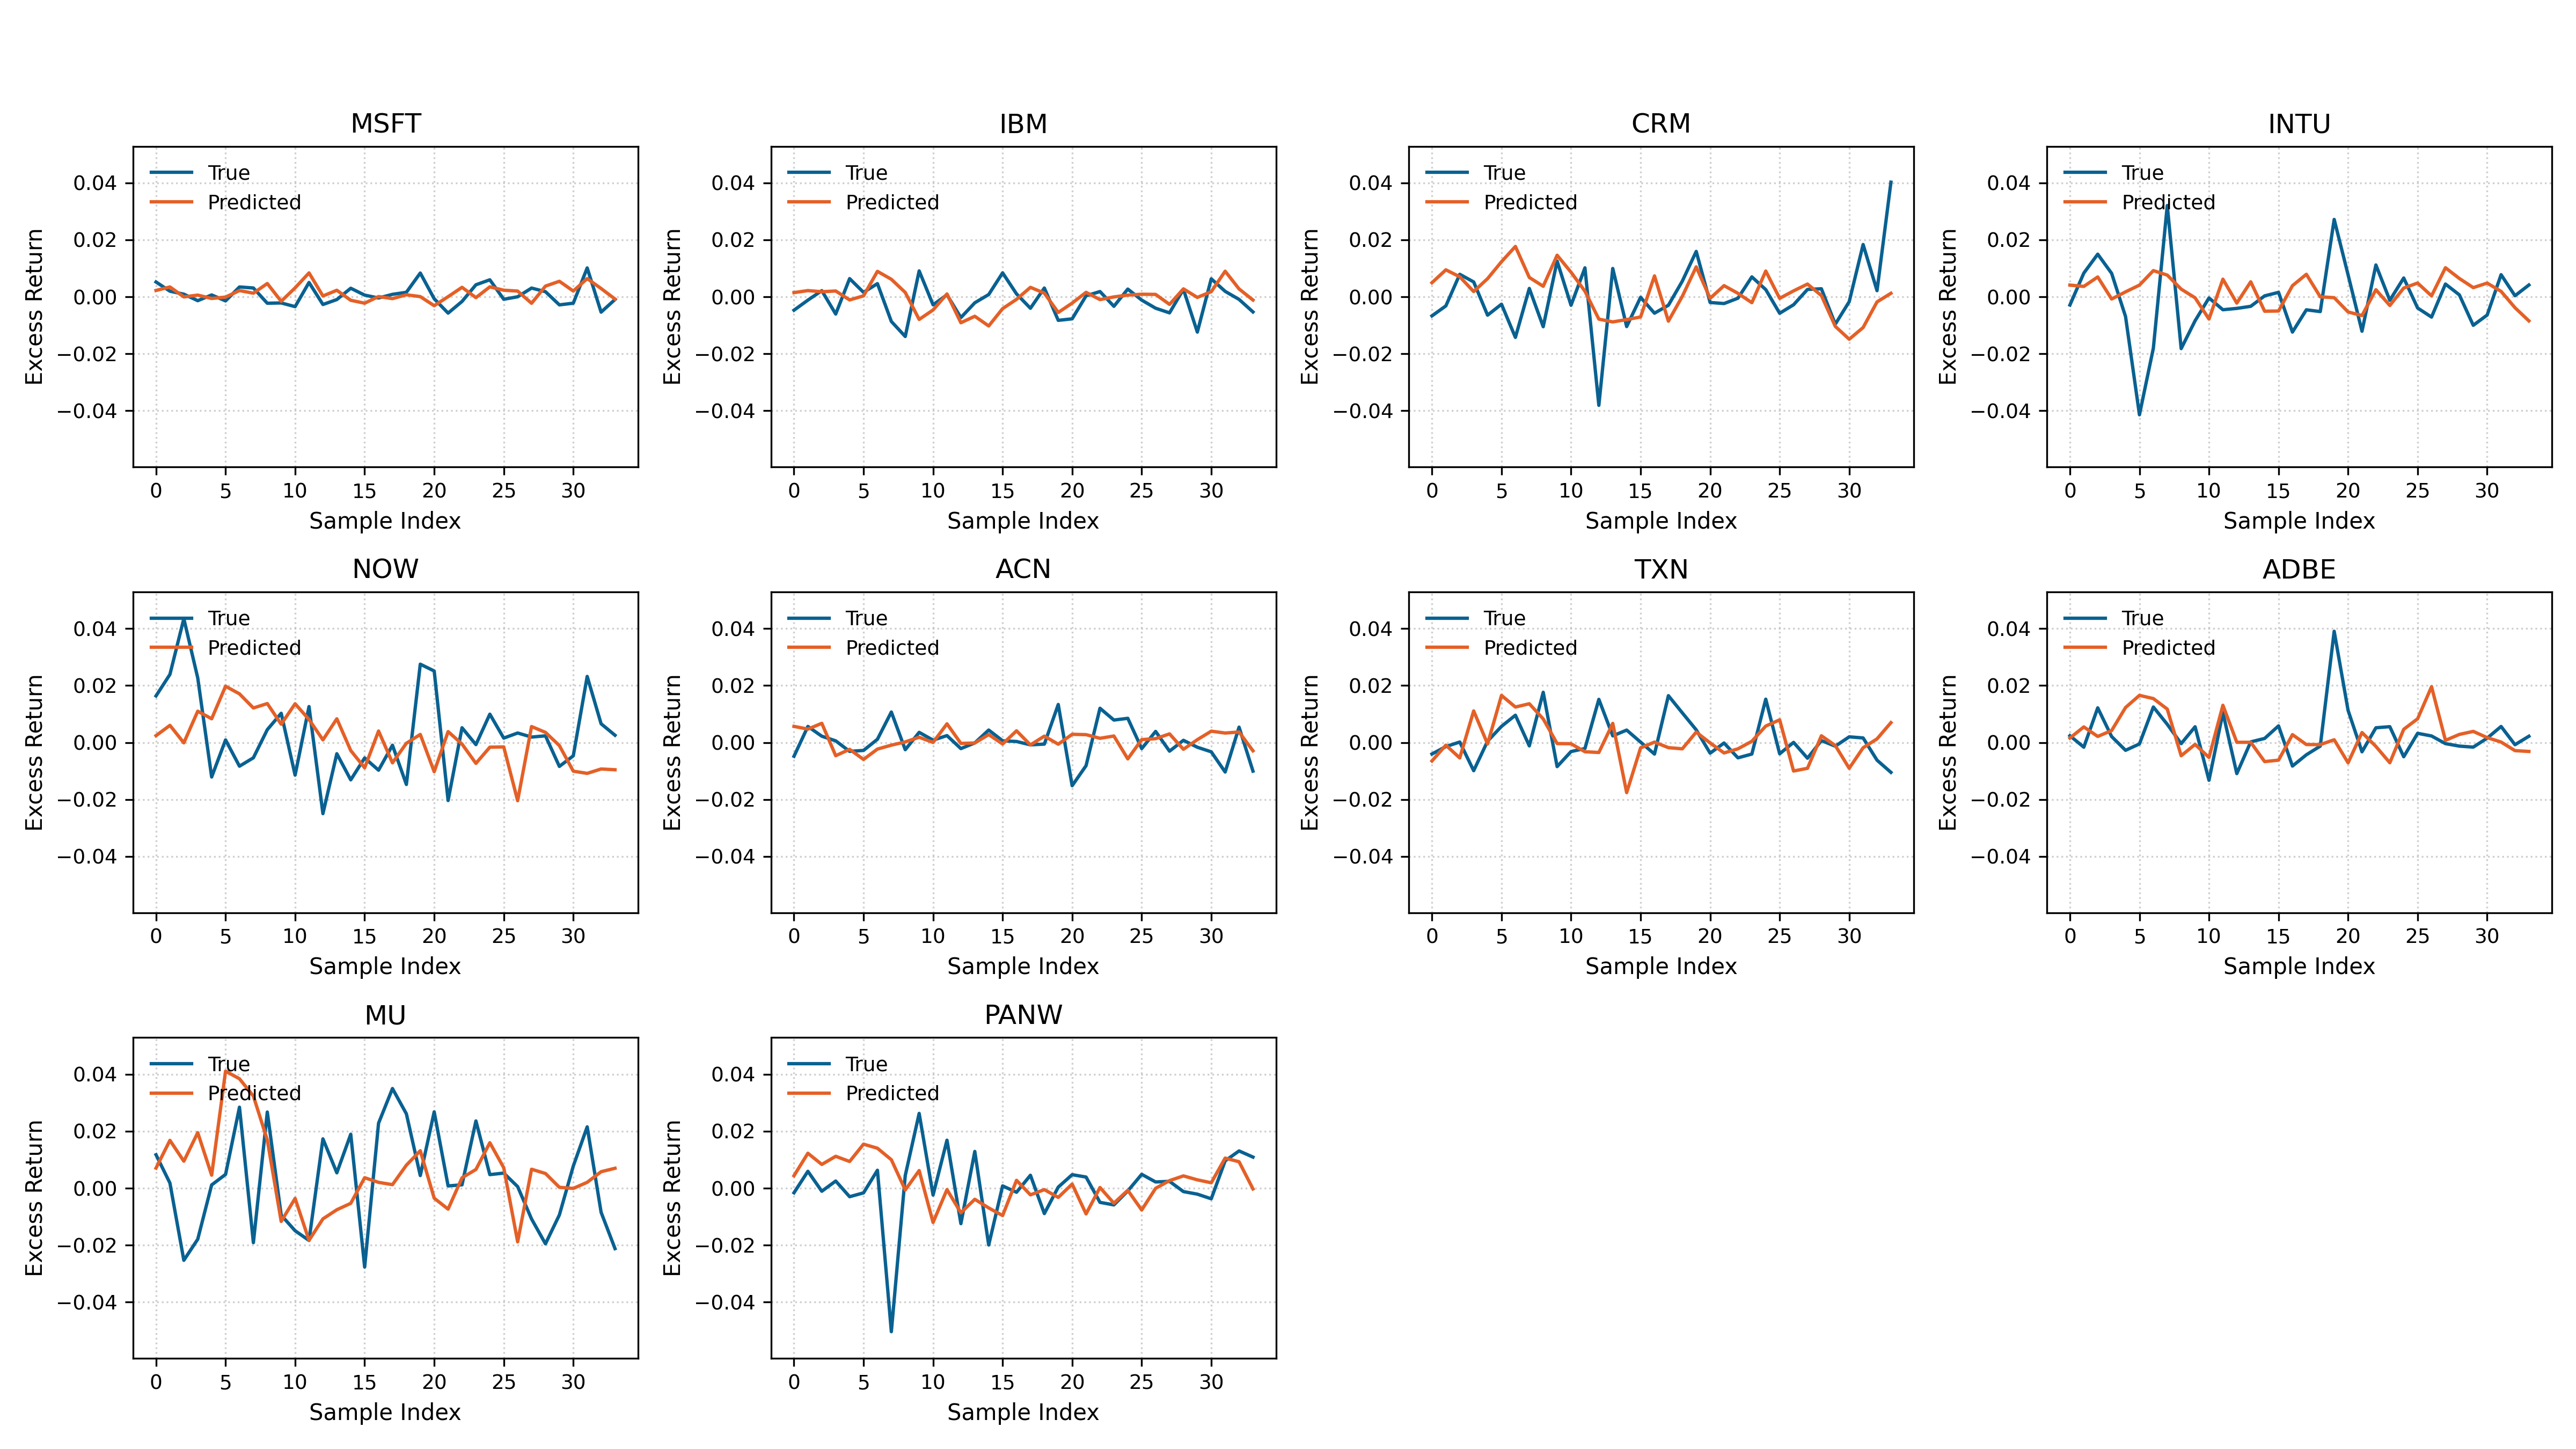 MSFT
True
Predicted
Excess Return
0.04
0.02
0.00
−0.02
−0.04
0 5 10 15 20 25 30
Sample Index
IBM
True
Predicted
Excess Return
0.04
0.02
0.00
−0.02
−0.04
0 5 10 15 20 25 30
Sample Index
CRM
True
Predicted
Excess Return
0.04
0.02
0.00
−0.02
−0.04
0 5 10 15 20 25 30
Sample Index
INTU
True
Predicted
Excess Return
0.04
0.02
0.00
−0.02
−0.04
0 5 10 15 20 25 30
Sample Index
NOW
True
Predicted
Excess Return
0.04
0.02
0.00
−0.02
−0.04
0 5 10 15 20 25 30
Sample Index
ACN
True
Predicted
Excess Return
0.04
0.02
0.00
−0.02
−0.04
0 5 10 15 20 25 30
Sample Index
TXN
True
Predicted
Excess Return
0.04
0.02
0.00
−0.02
−0.04
0 5 10 15 20 25 30
Sample Index
ADBE
True
Predicted
Excess Return
0.04
0.02
0.00
−0.02
−0.04
0 5 10 15 20 25 30
Sample Index
MU
True
Predicted
Excess Return
0.04
0.02
0.00
−0.02
−0.04
0 5 10 15 20 25 30
Sample Index
PANW
True
Predicted
Excess Return
0.04
0.02
0.00
−0.02
−0.04
0 5 10 15 20 25 30
Sample Index